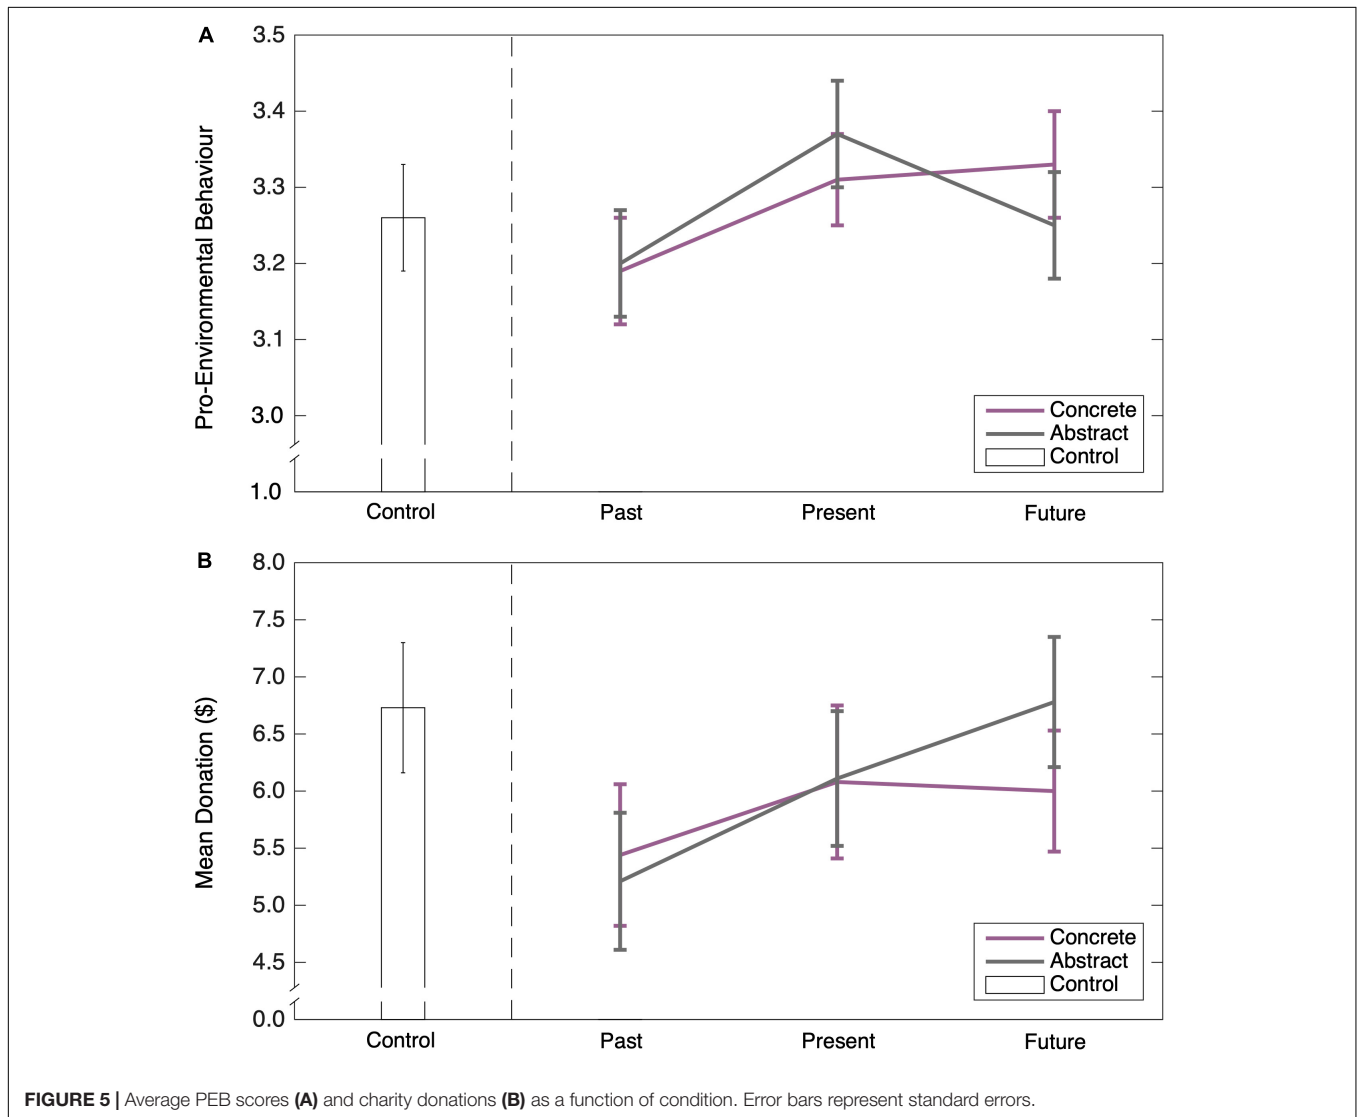 A
3.5
3.4
3.3
3.2
3.1
3.0
1.0
Pro-Environmental Behaviour
Concrete
Abstract
Control
Control Past Present Future
B
8.0
7.5
7.0
6.5
6.0
5.5
5.0
4.5
0.0
Mean Donation ($)
Concrete
Abstract
Control
Control Past Present Future
FIGURE 5 | Average PEB scores (A) and charity donations (B) as a function of condition. Error bars represent standard errors.